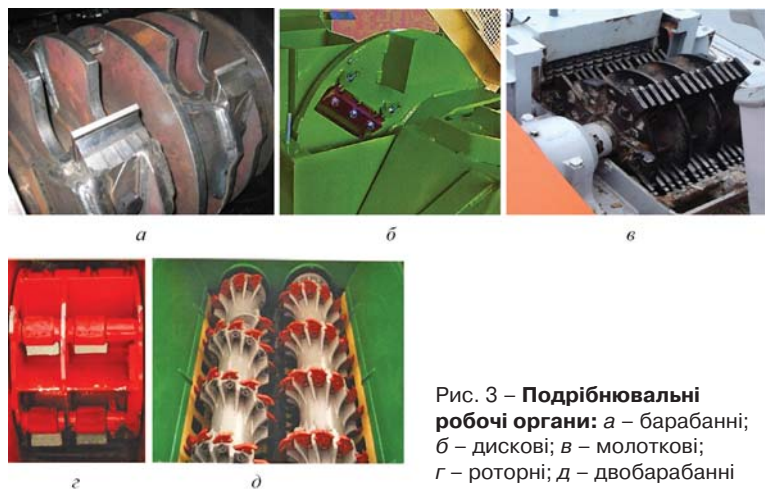 а
б
в
г
д
Рис. 3 – Подрібнювальні
робочі органи: а – барабанні;
б – дискові; в – молоткові;
г – роторні; д – двобарабанні